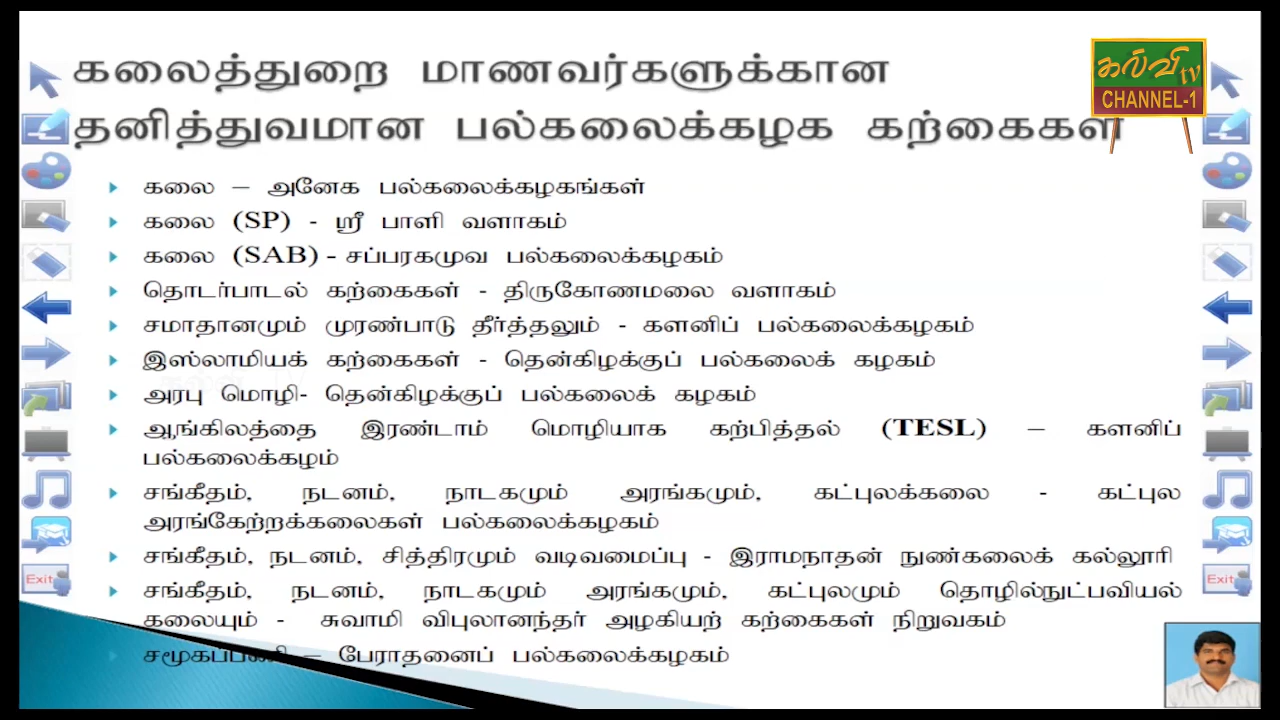 கலைத்துறை மாணவர்களுக்கான
தனித்துவமான பல்கலைக்கழக கற்கைகள்
கல்வி tv
CHANNEL-1
கலை – அனேக பல்கலைக்கழகங்கள்
கலை (SP) - ஸ்ரீ பாளி வளாகம்
கலை (SAB) - சப்பரகமுவ பல்கலைக்கழகம்
தொடர்பாடல் கற்கைகள் - திருகோணமலை வளாகம்
சமாதானமும் முரண்பாடு தீர்த்தலும் - களனிப் பல்கலைக்கழகம்
இஸ்லாமியக் கற்கைகள் - தென்கிழக்குப் பல்கலைக் கழகம்
அரபு மொழி- தென்கிழக்குப் பல்கலைக் கழகம்
ஆங்கிலத்தை இரண்டாம் மொழியாக கற்பித்தல் (TESL) – களனிப்
பல்கலைக்கழம்
சங்கீதம், நடனம், நாடகமும் அரங்கமும், கட்புலக்கலை - கட்புல
அரங்கேற்றக்கலைகள் பல்கலைக்கழகம்
சங்கீதம், நடனம், சித்திரமும் வடிவமைப்பு - இராமநாதன் நுண்கலைக் கல்லூரி
சங்கீதம், நடனம், நாடகமும் அரங்கமும், கட்புலமும் தொழில்நுட்பவியல்
கலையும் - சுவாமி விபுலானந்தர் அழகியற் கற்கைகள் நிறுவகம்
சமூகப்பணி – பேராதனைப் பல்கலைக்கழகம்
Exit
Exit